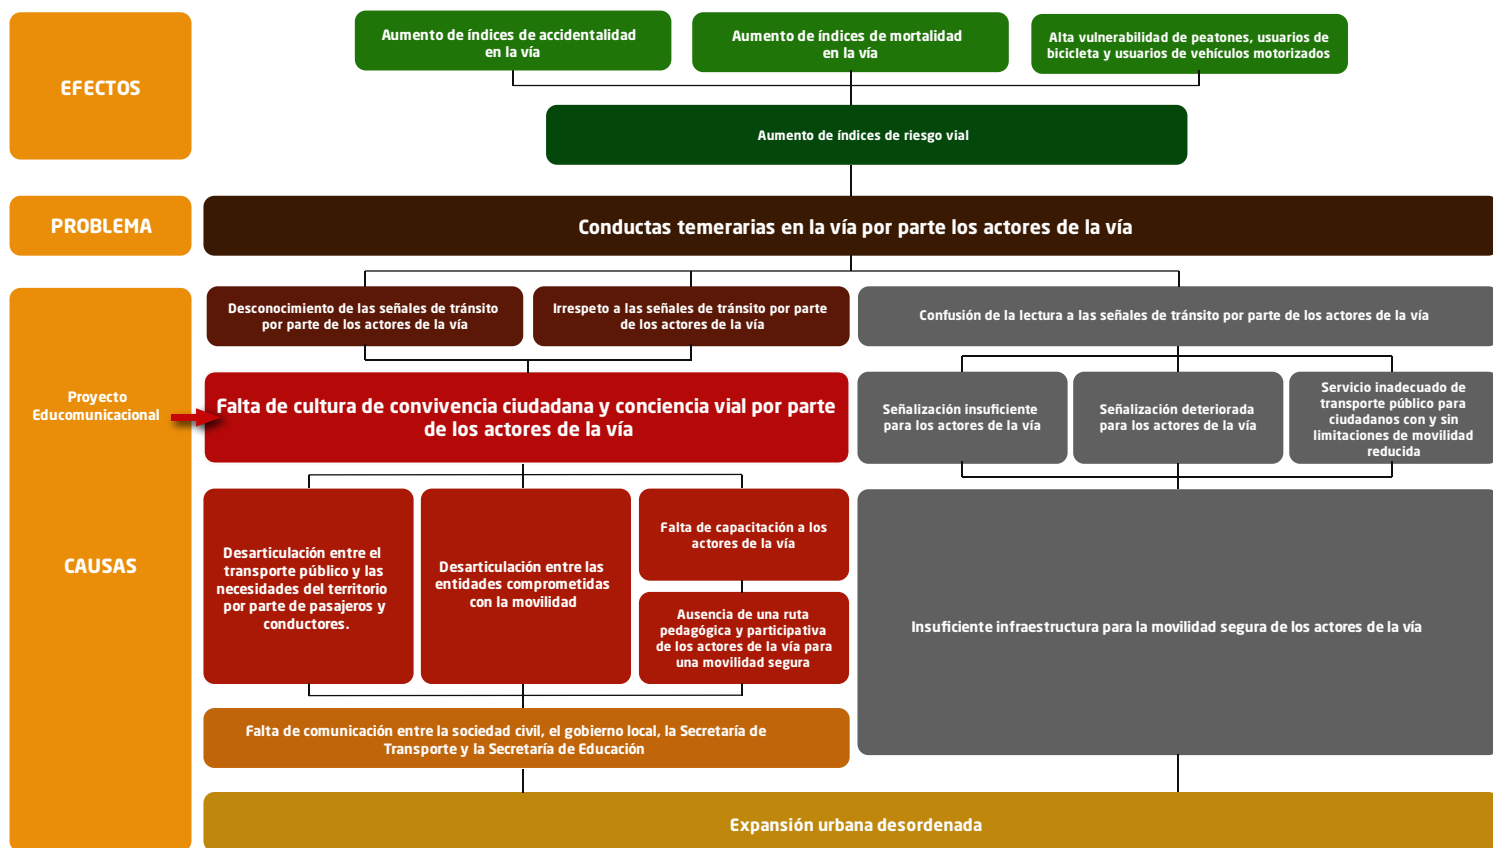 EFECTOS
Aumento de índices de accidentalidad
en la vía
Aumento de índices de mortalidad
en la vía
Alta vulnerabilidad de peatones, usuarios de
bicicleta y usuarios de vehículos motorizados
Aumento de índices de riesgo vial
PROBLEMA
Conductas temerarias en la vía por parte los actores de la vía
Desconocimiento de las señales de tránsito
por parte de los actores de la vía
Irrespeto a las señales de tránsito por parte
de los actores de la vía
Confusión de la lectura a las señales de tránsito por parte de los actores de la vía
Proyecto
Educomunicacional
Falta de cultura de convivencia ciudadana y conciencia vial por parte
de los actores de la vía
Señalización insuficiente
para los actores de la vía
Señalización deteriorada
para los actores de la vía
Servicio inadecuado de
transporte público para
ciudadanos con y sin
limitaciones de movilidad
reducida
CAUSAS
Desarticulación entre el
transporte público y las
necesidades del territorio
por parte de pasajeros y
conductores.
Desarticulación entre las
entidades comprometidas
con la movilidad
Falta de capacitación a los
actores de la vía
Ausencia de una ruta
pedagógica y participativa
de los actores de la vía para
una movilidad segura
Insuficiente infraestructura para la movilidad segura de los actores de la vía
Falta de comunicación entre la sociedad civil, el gobierno local, la Secretaría de
Transporte y la Secretaría de Educación
Expansión urbana desordenada